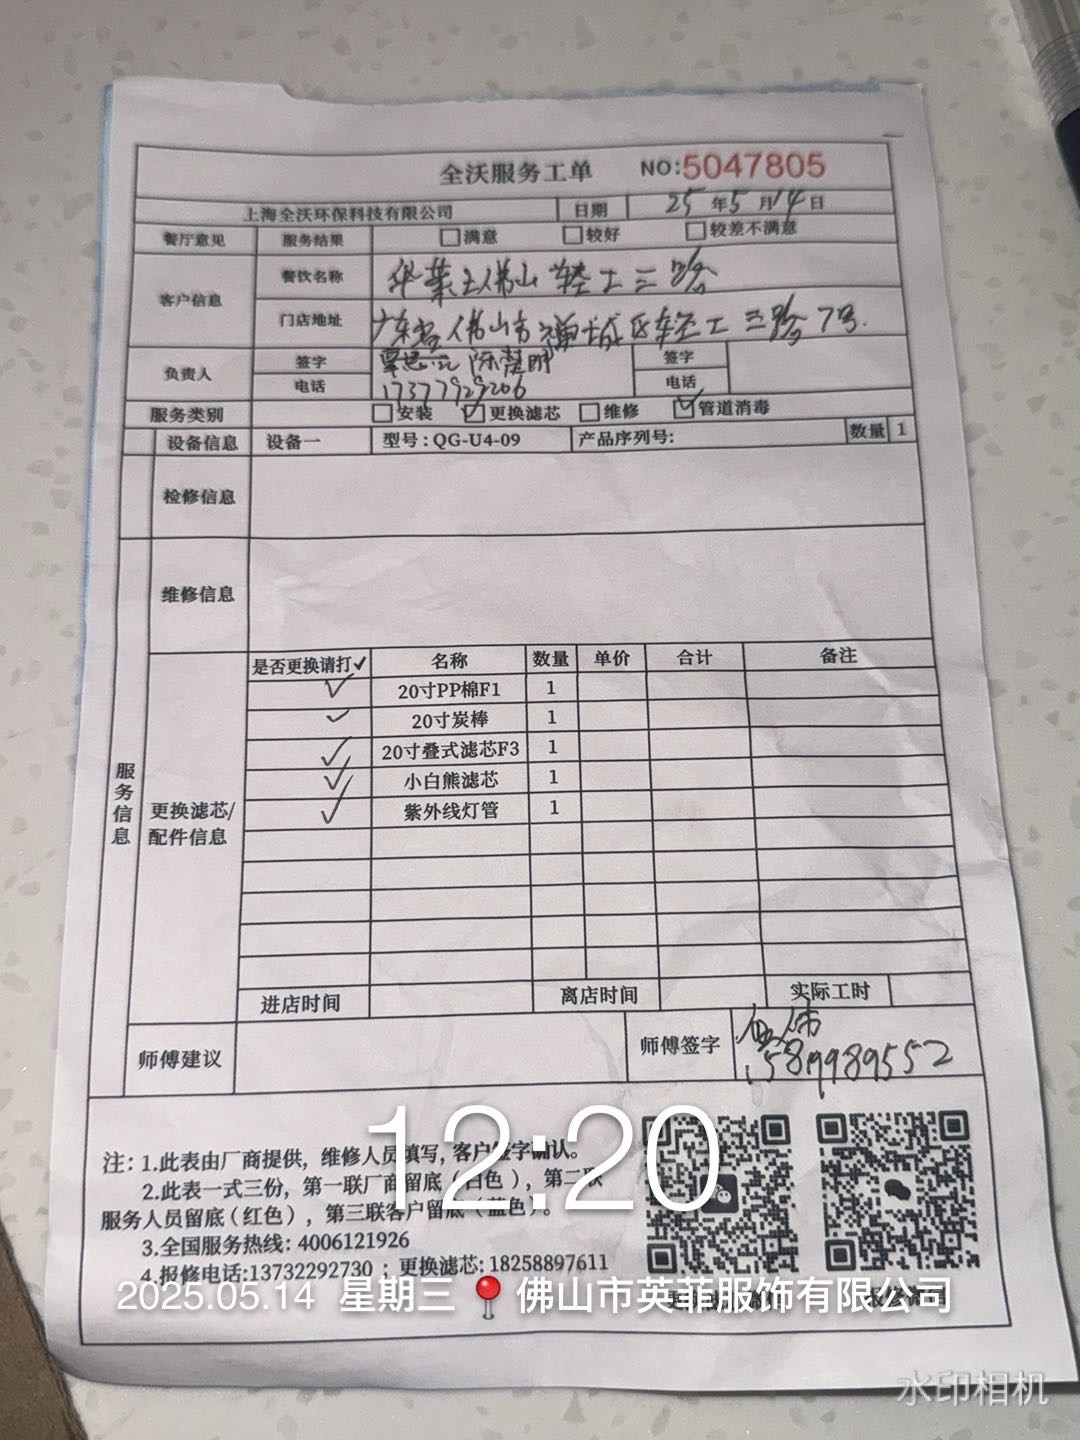 全沃服务工单 NO:5047805
上海全沃环保科技有限公司 日期 25年5月14日
餐厅意见 服务结果 满意 较好 较差不满意
客户信息 餐饮名称 华莱士佛山轻工三路
门店地址 广东省佛山市禅城区轻工三路7号.
负责人 签字 签字
电话 17377929206 电话
服务类别 安装 ✓更换滤芯 维修 ✓管道消毒
设备信息 设备一 型号:QG-U4-09 产品序列号: 数量 1
检修信息
维修信息
服务信息
更换滤芯/配件信息
是否更换请打✓ 名称 数量 单价 合计 备注
✓ 20寸PP棉F1 1
✓ 20寸炭棒 1
✓ 20寸叠式滤芯F3 1
✓ 小白熊滤芯 1
✓ 紫外线灯管 1
进店时间 离店时间 实际工时
师傅建议 师傅签字
12:20
注:1.此表由厂商提供,维修人员填写,客户签字确认。
2.此表一式三份,第一联厂商留底(白色),第二联
服务人员留底(红色),第三联客户留底(蓝色)。
3.全国服务热线:4006121926
4.报修电话:13732292730;更换滤芯:18258897611
2025.05.14 星期三 佛山市英菲服饰有限公司
水印相机